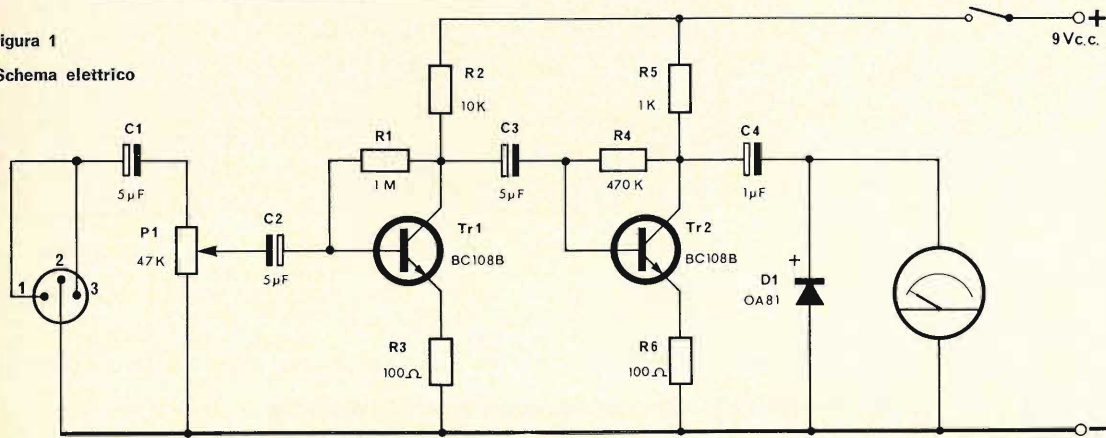 igura 1
Schema elettrico
+
9 Vc.c.
R2
10K
R5
1K
C1
5µF
R1
1M
C3
5µF
R4
470K
C4
1µF
P1
47K
C2
5µF
Tr1
BC108B
Tr2
BC108B
1
2
3
+
D1
OA81
R3
100Ω
R6
100Ω
−